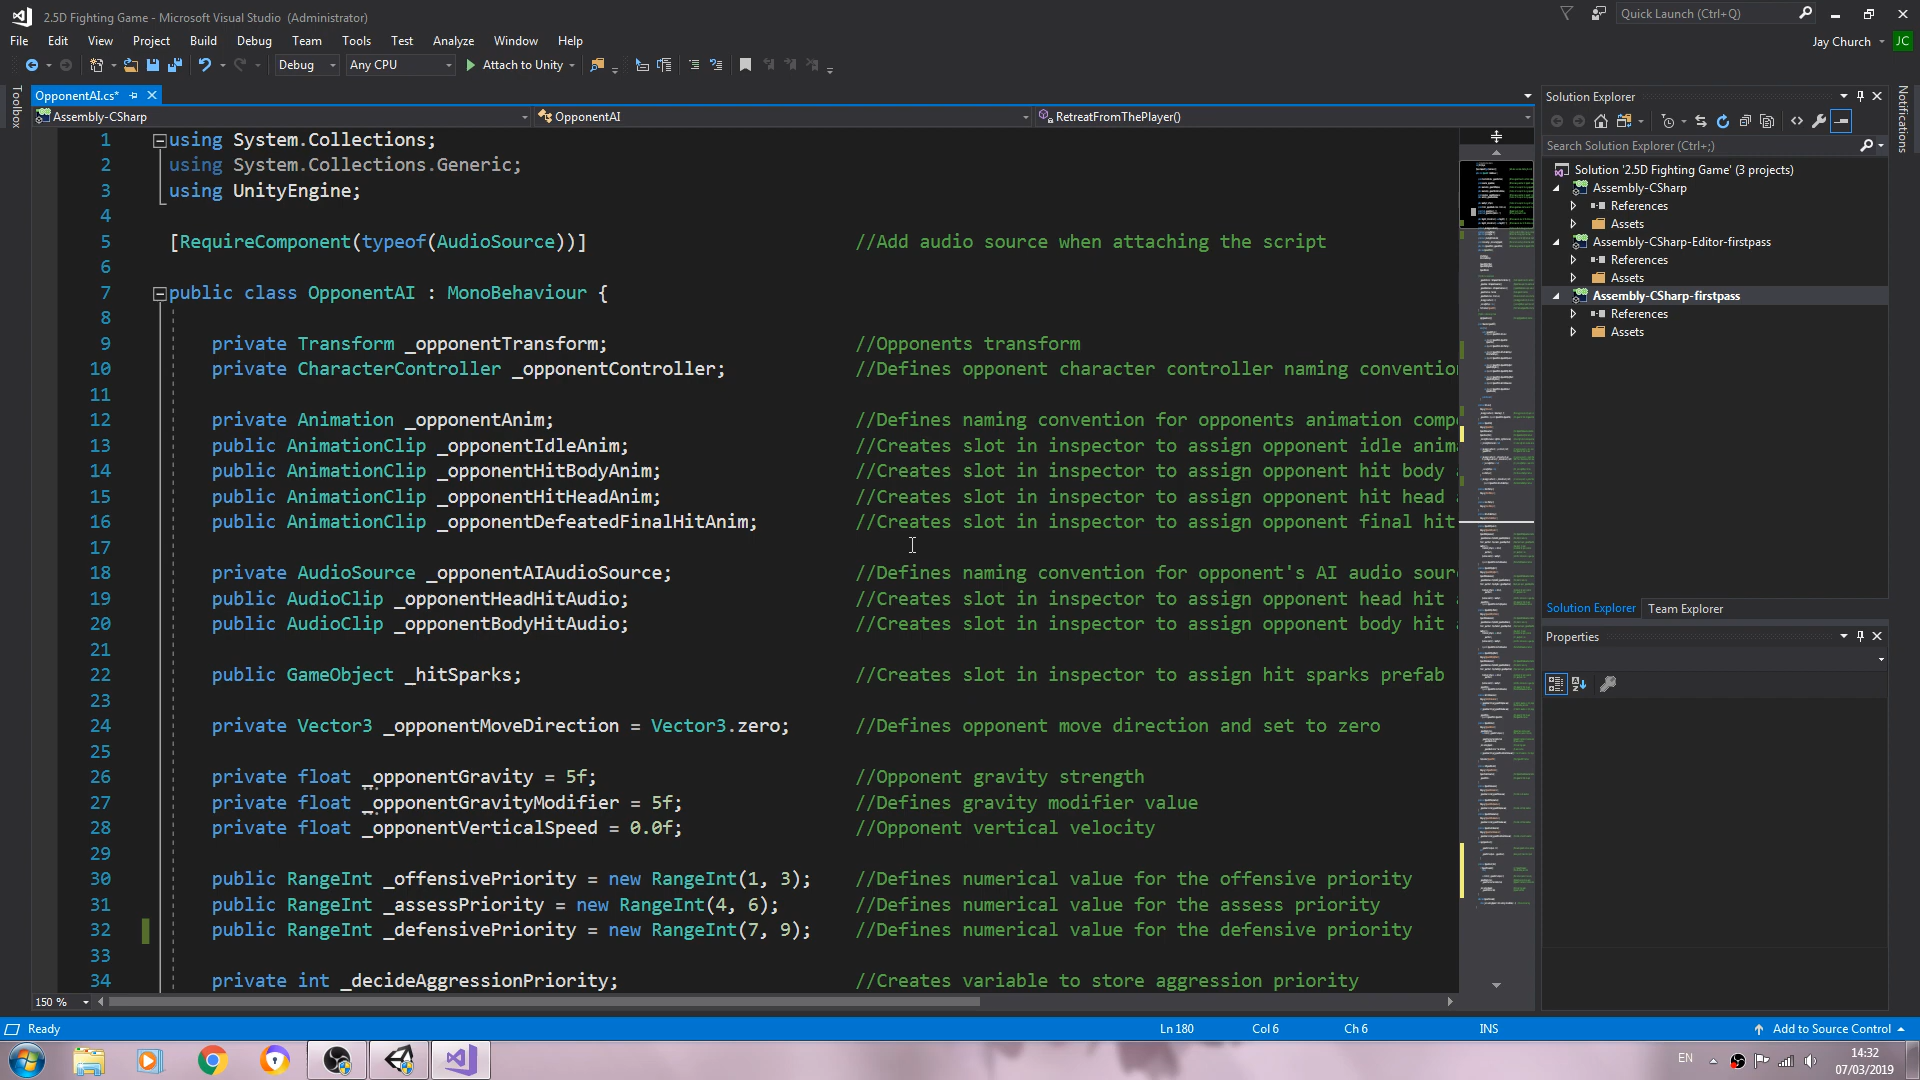 2.5D Fighting Game - Microsoft Visual Studio (Administrator)
Quick Launch (Ctrl+Q)
File Edit View Project Build Debug Team Tools Test Analyze Window Help
Jay Church JC
Debug Any CPU Attach to Unity
Toolbox
OpponentAI.cs*
Assembly-CSharp OpponentAI RetreatFromThePlayer()
1 using System.Collections;
2 using System.Collections.Generic;
3 using UnityEngine;
4
5 [RequireComponent(typeof(AudioSource))] //Add audio source when attaching the script
6
7 public class OpponentAI : MonoBehaviour {
8
9 private Transform _opponentTransform; //Opponents transform
10 private CharacterController _opponentController; //Defines opponent character controller naming conventio
11
12 private Animation _opponentAnim; //Defines naming convention for opponents animation comp
13 public AnimationClip _opponentIdleAnim; //Creates slot in inspector to assign opponent idle anim
14 public AnimationClip _opponentHitBodyAnim; //Creates slot in inspector to assign opponent hit body
15 public AnimationClip _opponentHitHeadAnim; //Creates slot in inspector to assign opponent hit head
16 public AnimationClip _opponentDefeatedFinalHitAnim; //Creates slot in inspector to assign opponent final hit
17
18 private AudioSource _opponentAIAudioSource; //Defines naming convention for opponent's AI audio sour
19 public AudioClip _opponentHeadHitAudio; //Creates slot in inspector to assign opponent head hit
20 public AudioClip _opponentBodyHitAudio; //Creates slot in inspector to assign opponent body hit
21
22 public GameObject _hitSparks; //Creates slot in inspector to assign hit sparks prefab
23
24 private Vector3 _opponentMoveDirection = Vector3.zero; //Defines opponent move direction and set to zero
25
26 private float _opponentGravity = 5f; //Opponent gravity strength
27 private float _opponentGravityModifier = 5f; //Defines gravity modifier value
28 private float _opponentVerticalSpeed = 0.0f; //Opponent vertical velocity
29
30 public RangeInt _offensivePriority = new RangeInt(1, 3); //Defines numerical value for the offensive priority
31 public RangeInt _assessPriority = new RangeInt(4, 6); //Defines numerical value for the assess priority
32 public RangeInt _defensivePriority = new RangeInt(7, 9); //Defines numerical value for the defensive priority
33
34 private int _decideAggressionPriority; //Creates variable to store aggression priority
150 %
Solution Explorer
Search Solution Explorer (Ctrl+;)
Solution '2.5D Fighting Game' (3 projects)
Assembly-CSharp
References
Assets
Assembly-CSharp-Editor-firstpass
References
Assets
Assembly-CSharp-firstpass
References
Assets
Solution Explorer Team Explorer
Properties
Notifications
Ready Ln 180 Col 6 Ch 6 INS Add to Source Control
EN
14:32
07/03/2019